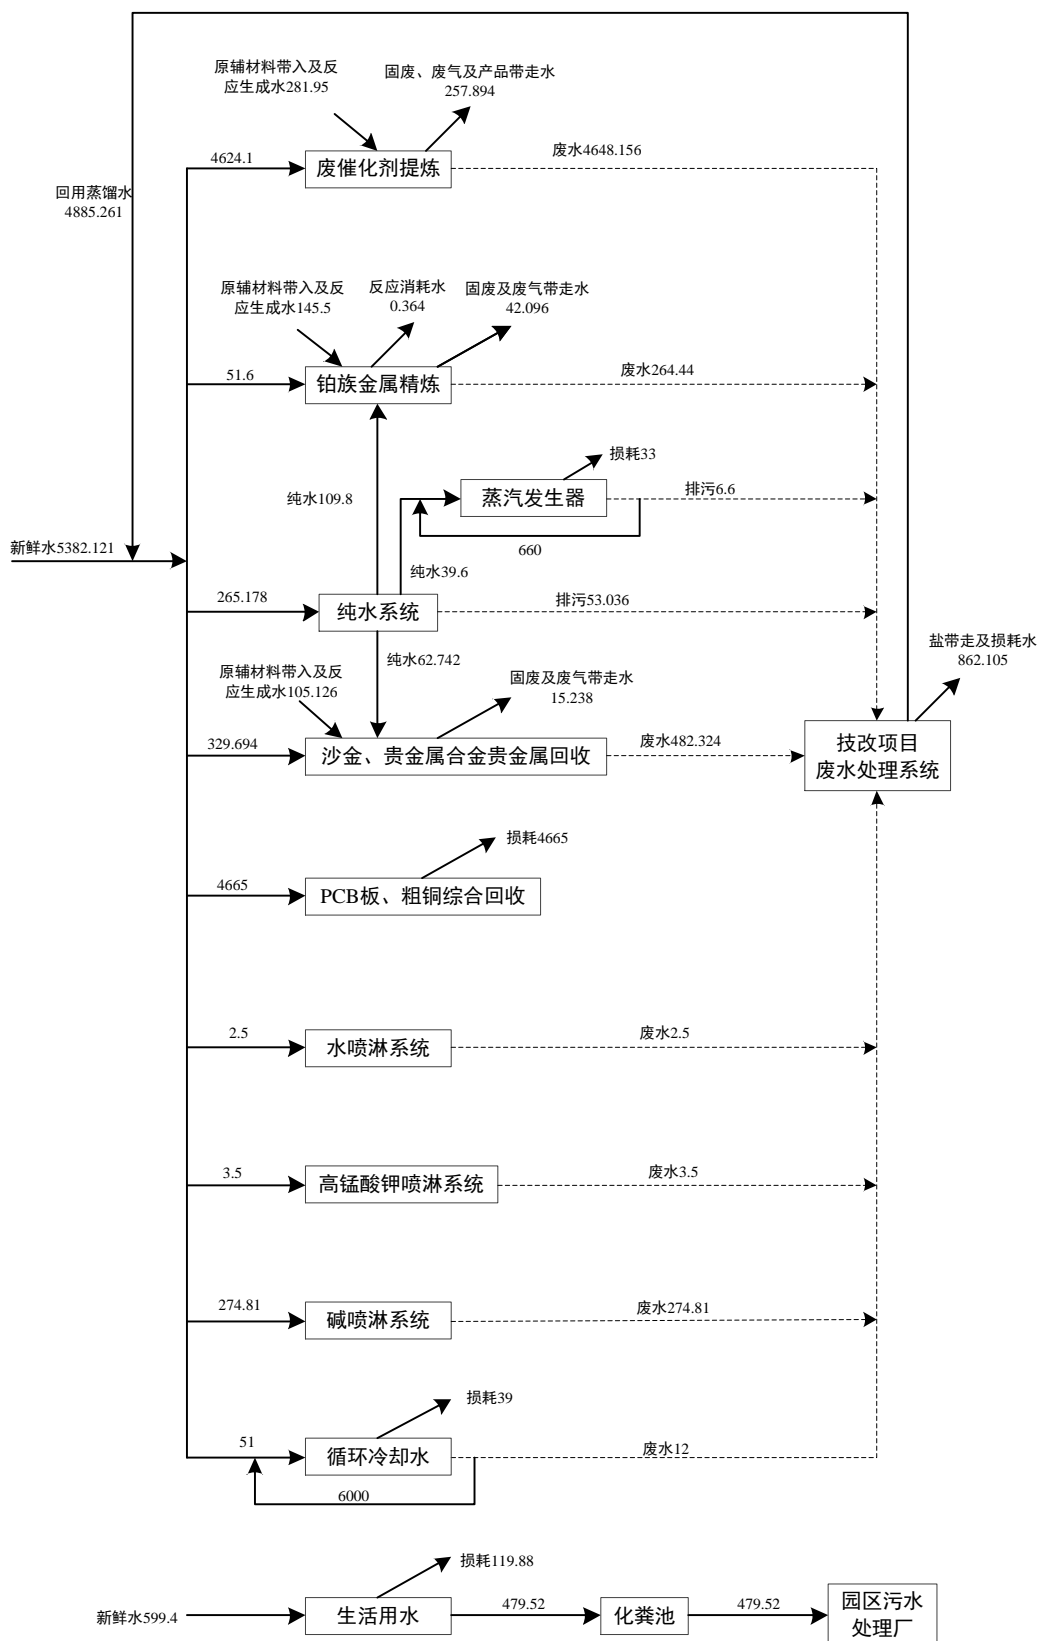 原辅材料带入及反
应生成水281.95
固废、废气及产品带走水
257.894
4624.1
废催化剂提炼
废水4648.156
回用蒸馏水
4885.261
原辅材料带入及反
应生成水145.5
反应消耗水
0.364
固废及废气带走水
42.096
51.6
铂族金属精炼
废水264.44
损耗33
纯水109.8
蒸汽发生器
排污6.6
660
新鲜水5382.121
纯水39.6
265.178
纯水系统
排污53.036
纯水62.742
原辅材料带入及反
应生成水105.126
固废及废气带走水
15.238
盐带走及损耗水
862.105
329.694
沙金、贵金属合金贵金属回收
废水482.324
技改项目
废水处理系统
损耗4665
4665
PCB板、粗铜综合回收
2.5
水喷淋系统
废水2.5
3.5
高锰酸钾喷淋系统
废水3.5
274.81
碱喷淋系统
废水274.81
损耗39
51
循环冷却水
废水12
6000
损耗119.88
新鲜水599.4
生活用水
479.52
化粪池
479.52
园区污水
处理厂